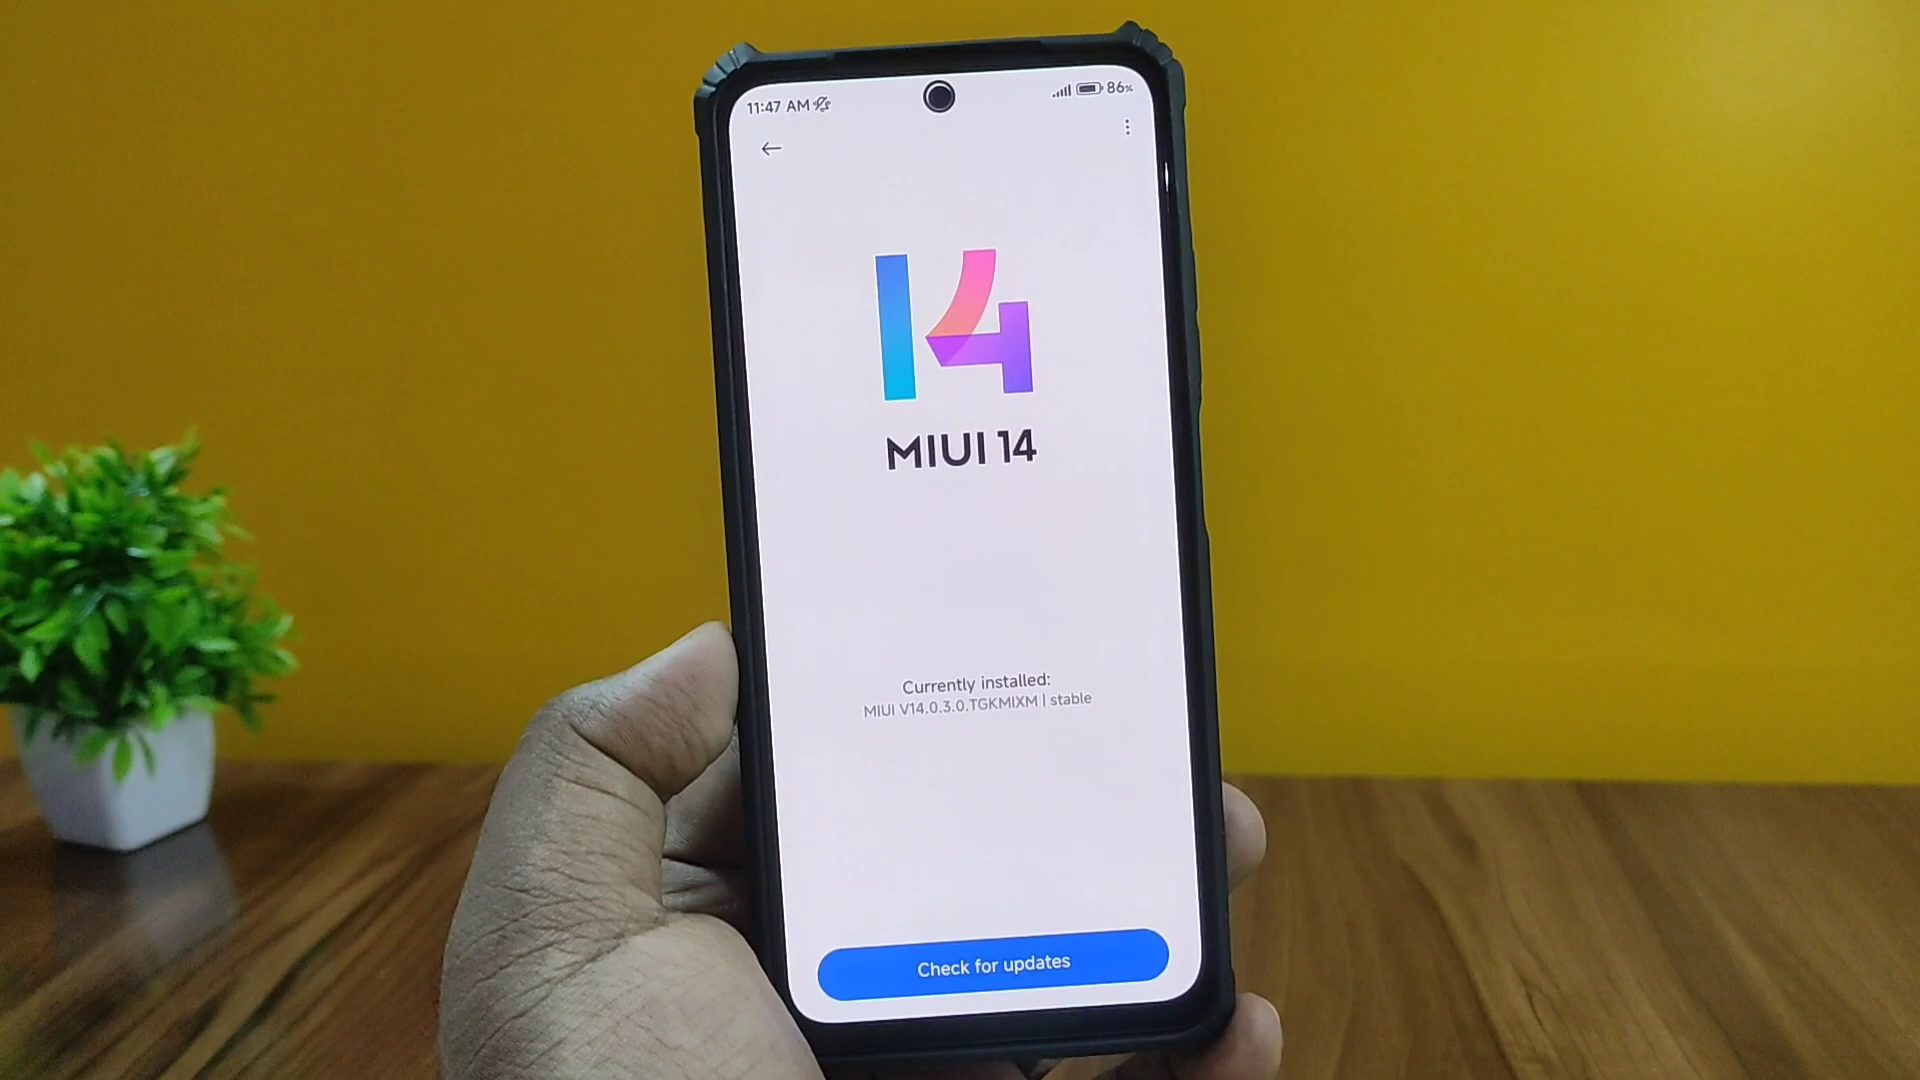 11:47 AM
86%
14
MIUI 14
Currently installed:
MIUI V14.0.3.0.TGKMIXM | stable
Check for updates